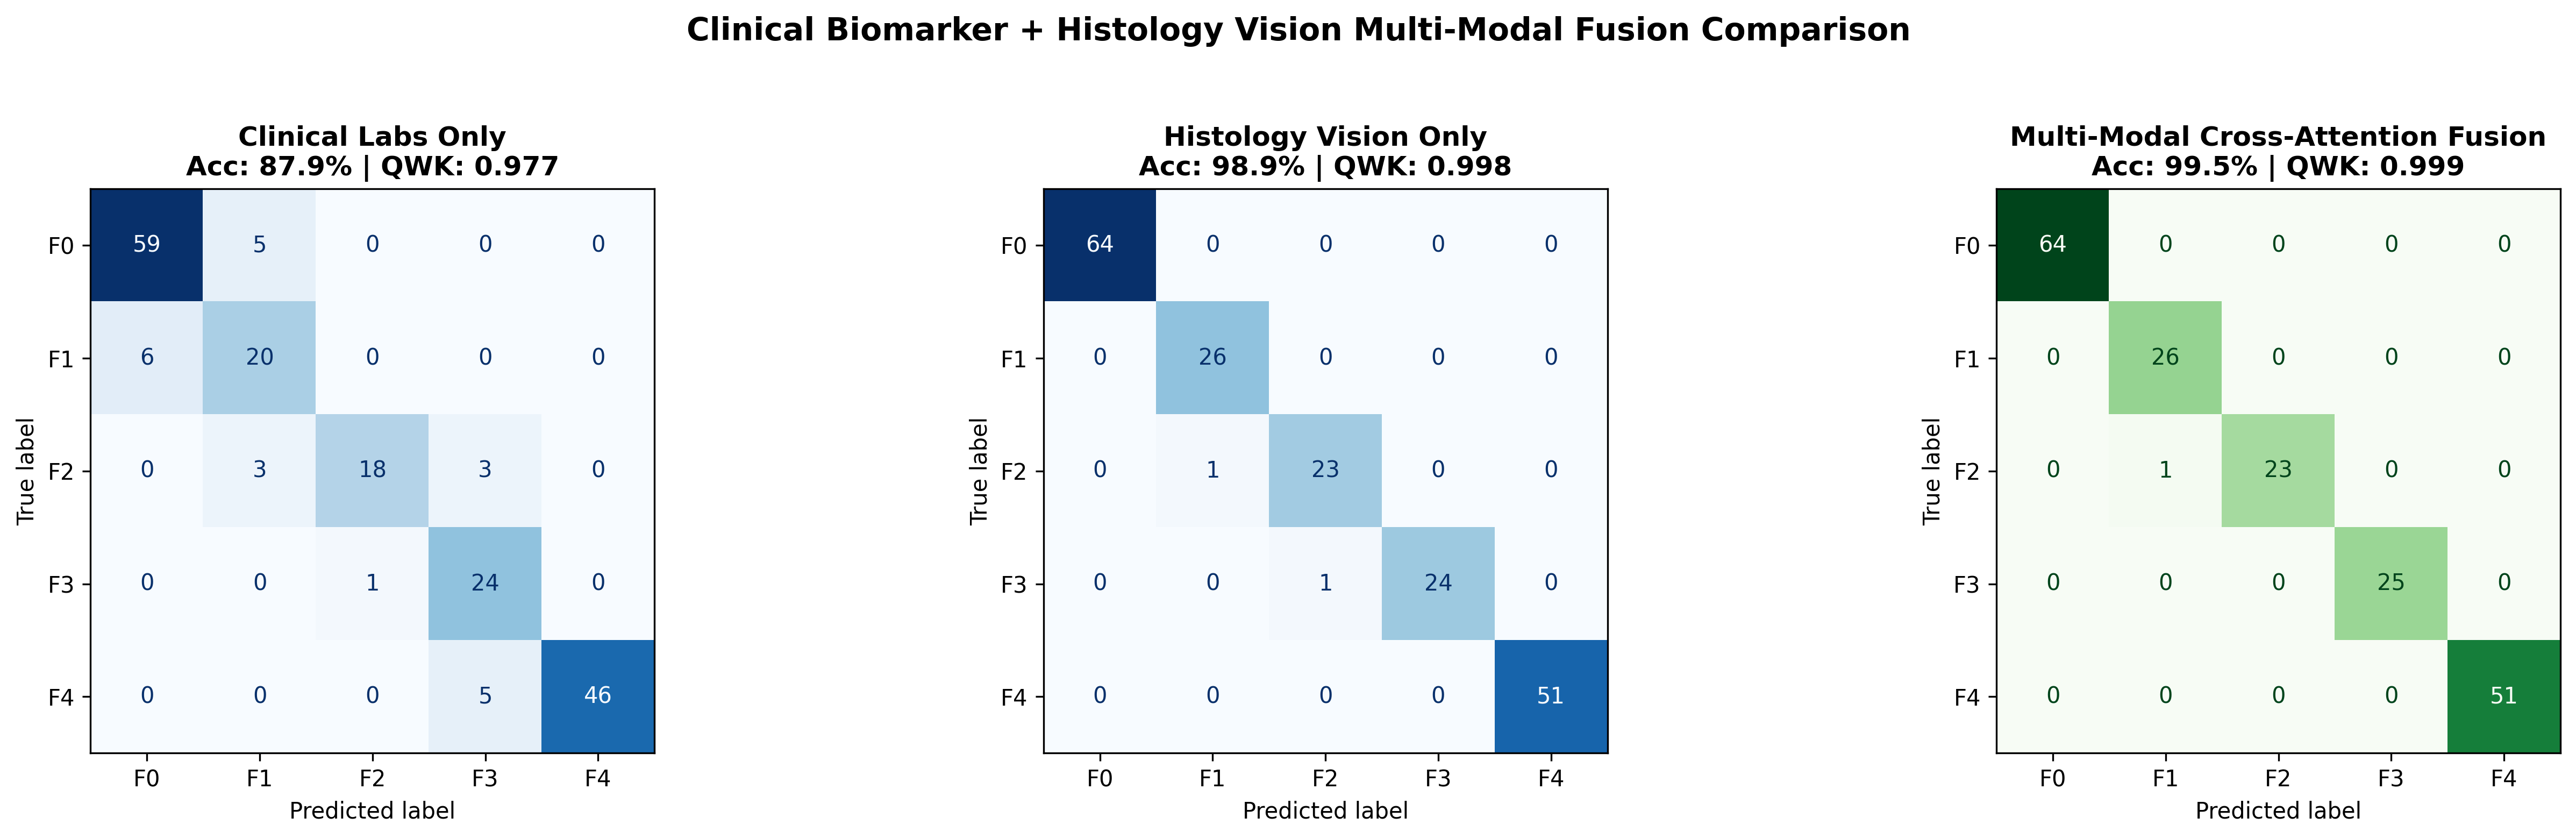 Clinical Biomarker + Histology Vision Multi-Modal Fusion Comparison
Clinical Labs Only
Acc: 87.9% | QWK: 0.977
True label
F0 59 5 0 0 0
F1 6 20 0 0 0
F2 0 3 18 3 0
F3 0 0 1 24 0
F4 0 0 0 5 46
F0 F1 F2 F3 F4
Predicted label
Histology Vision Only
Acc: 98.9% | QWK: 0.998
True label
F0 64 0 0 0 0
F1 0 26 0 0 0
F2 0 1 23 0 0
F3 0 0 1 24 0
F4 0 0 0 0 51
F0 F1 F2 F3 F4
Predicted label
Multi-Modal Cross-Attention Fusion
Acc: 99.5% | QWK: 0.999
True label
F0 64 0 0 0 0
F1 0 26 0 0 0
F2 0 1 23 0 0
F3 0 0 0 25 0
F4 0 0 0 0 51
F0 F1 F2 F3 F4
Predicted label